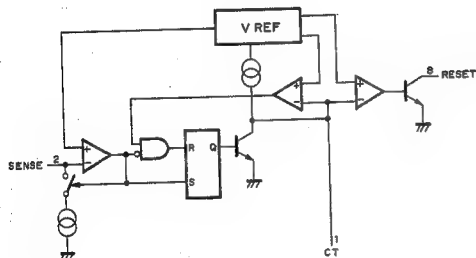 V REF
+
-
+
-
8 RESET
+
-
SENSE 2
R
Q
S
1
CT